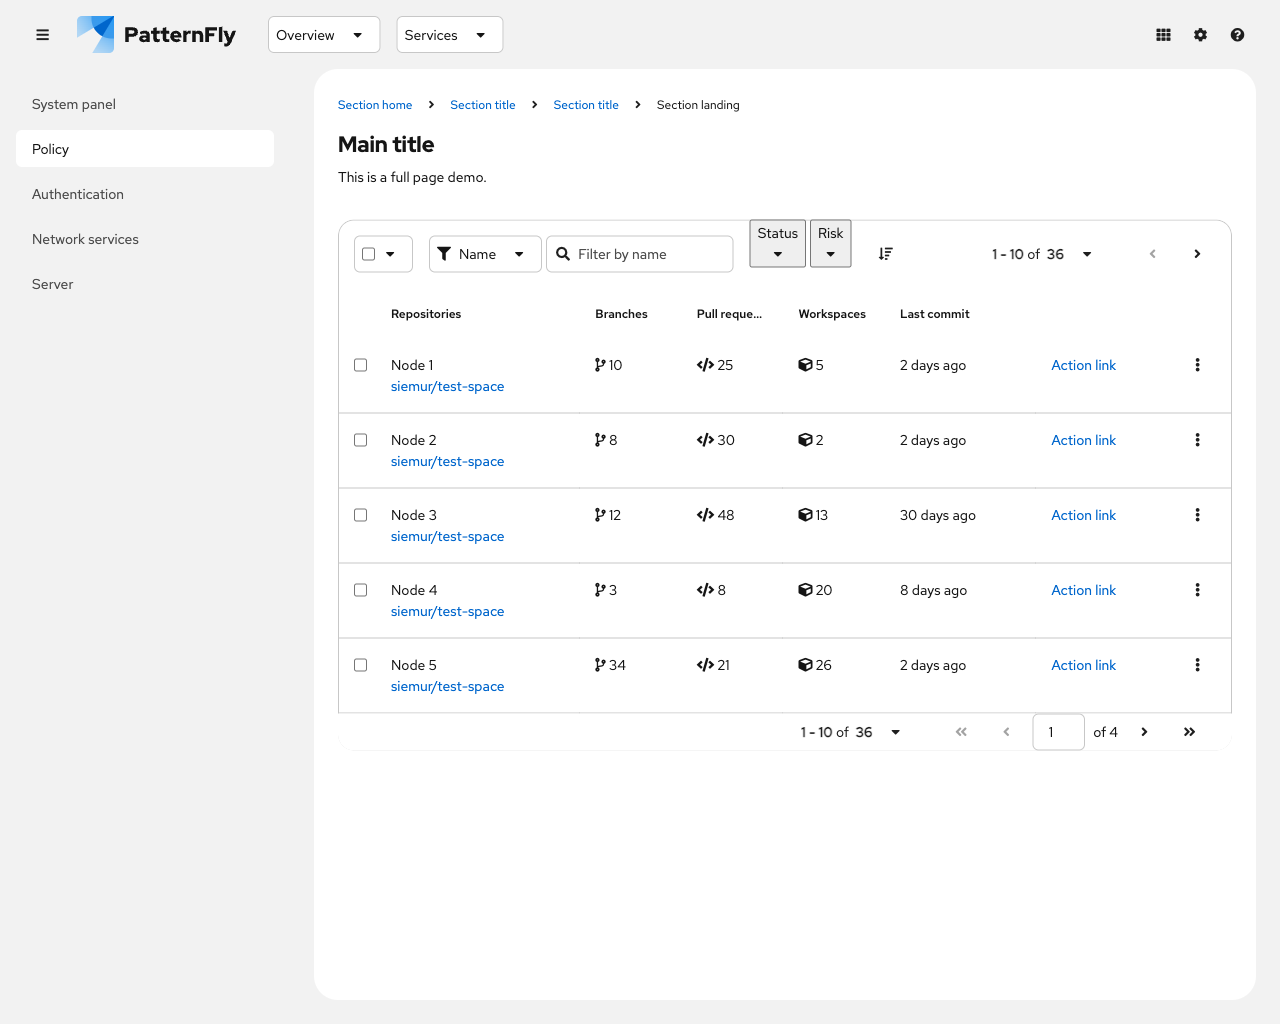 PatternFly Overview Services
System panel
Policy
Authentication
Network services
Server
Section home Section title Section title Section landing
Main title
This is a full page demo.
Name Filter by name Status Risk 1 - 10 of 36
Repositories Branches Pull reque... Workspaces Last commit
Node 1 10 25 5 2 days ago Action link
siemur/test-space
Node 2 8 30 2 2 days ago Action link
siemur/test-space
Node 3 12 48 13 30 days ago Action link
siemur/test-space
Node 4 3 8 20 8 days ago Action link
siemur/test-space
Node 5 34 21 26 2 days ago Action link
siemur/test-space
1 - 10 of 36 1 of 4